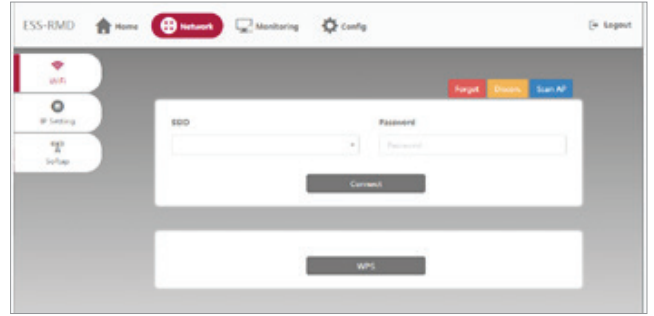 ESS-RMD Home Network Monitoring Config Logout
WiFi
IP Setting
Softap
Forget Disconn. Scan AP
SSID Password
Password
Connect
WPS